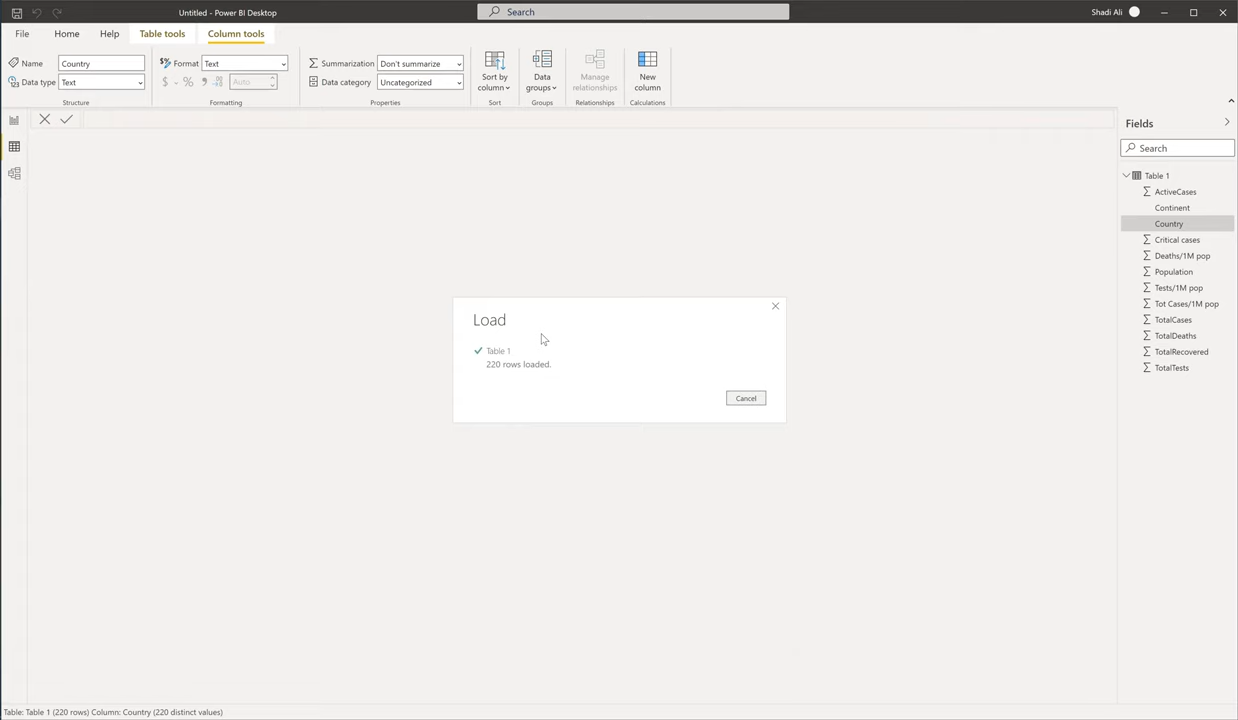 Untitled - Power BI Desktop
Search
Shadi Ali
File
Home
Help
Table tools
Column tools
Name
Country
Format
Text
Summarization
Don't summarize
Data type
Text
$
%
Auto
Data category
Uncategorized
Sort by
column
Data
groups
Manage
relationships
New
column
Structure
Formatting
Properties
Sort
Groups
Relationships
Calculations
Fields
Search
Table 1
ActiveCases
Continent
Country
Critical cases
Deaths/1M pop
Population
Tests/1M pop
Tot Cases/1M pop
TotalCases
TotalDeaths
TotalRecovered
TotalTests
Load
Table 1
220 rows loaded.
Cancel
Table: Table 1 (220 rows) Column: Country (220 distinct values)